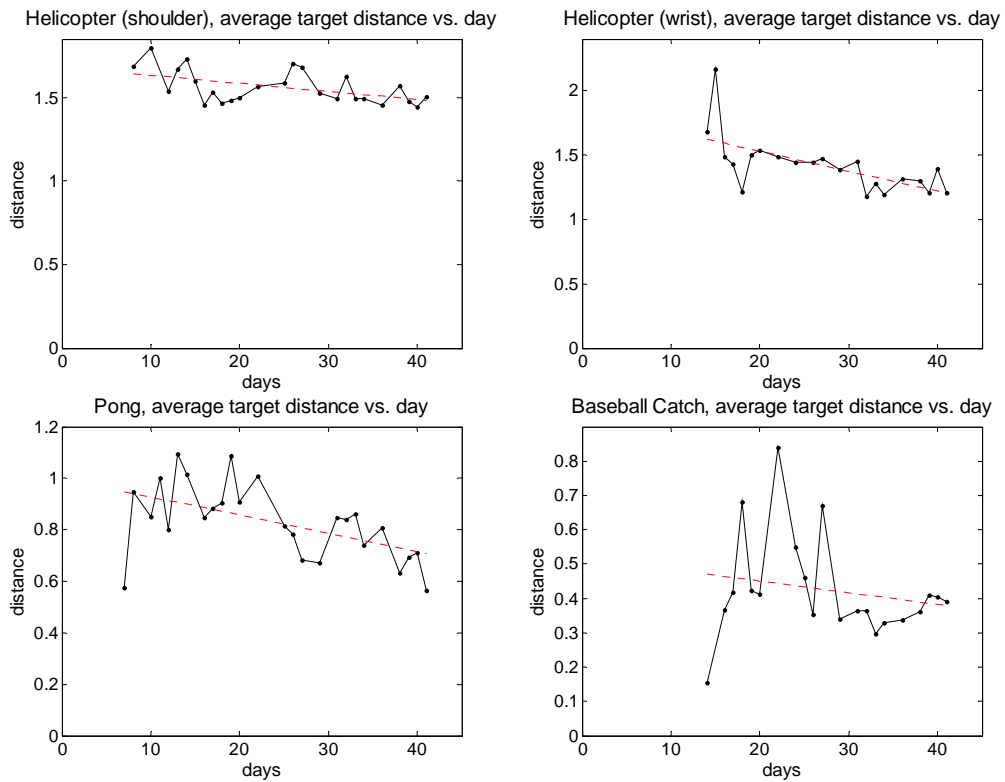 Helicopter (shoulder), average target distance vs. day
1.5
1
0.5
0
distance
0 10 20 30 40
days
Helicopter (wrist), average target distance vs. day
2
1.5
1
0.5
0
distance
0 10 20 30 40
days
Pong, average target distance vs. day
1.2
1
0.8
0.6
0.4
0.2
0
distance
0 10 20 30 40
days
Baseball Catch, average target distance vs. day
0.8
0.7
0.6
0.5
0.4
0.3
0.2
0.1
0
distance
0 10 20 30 40
days